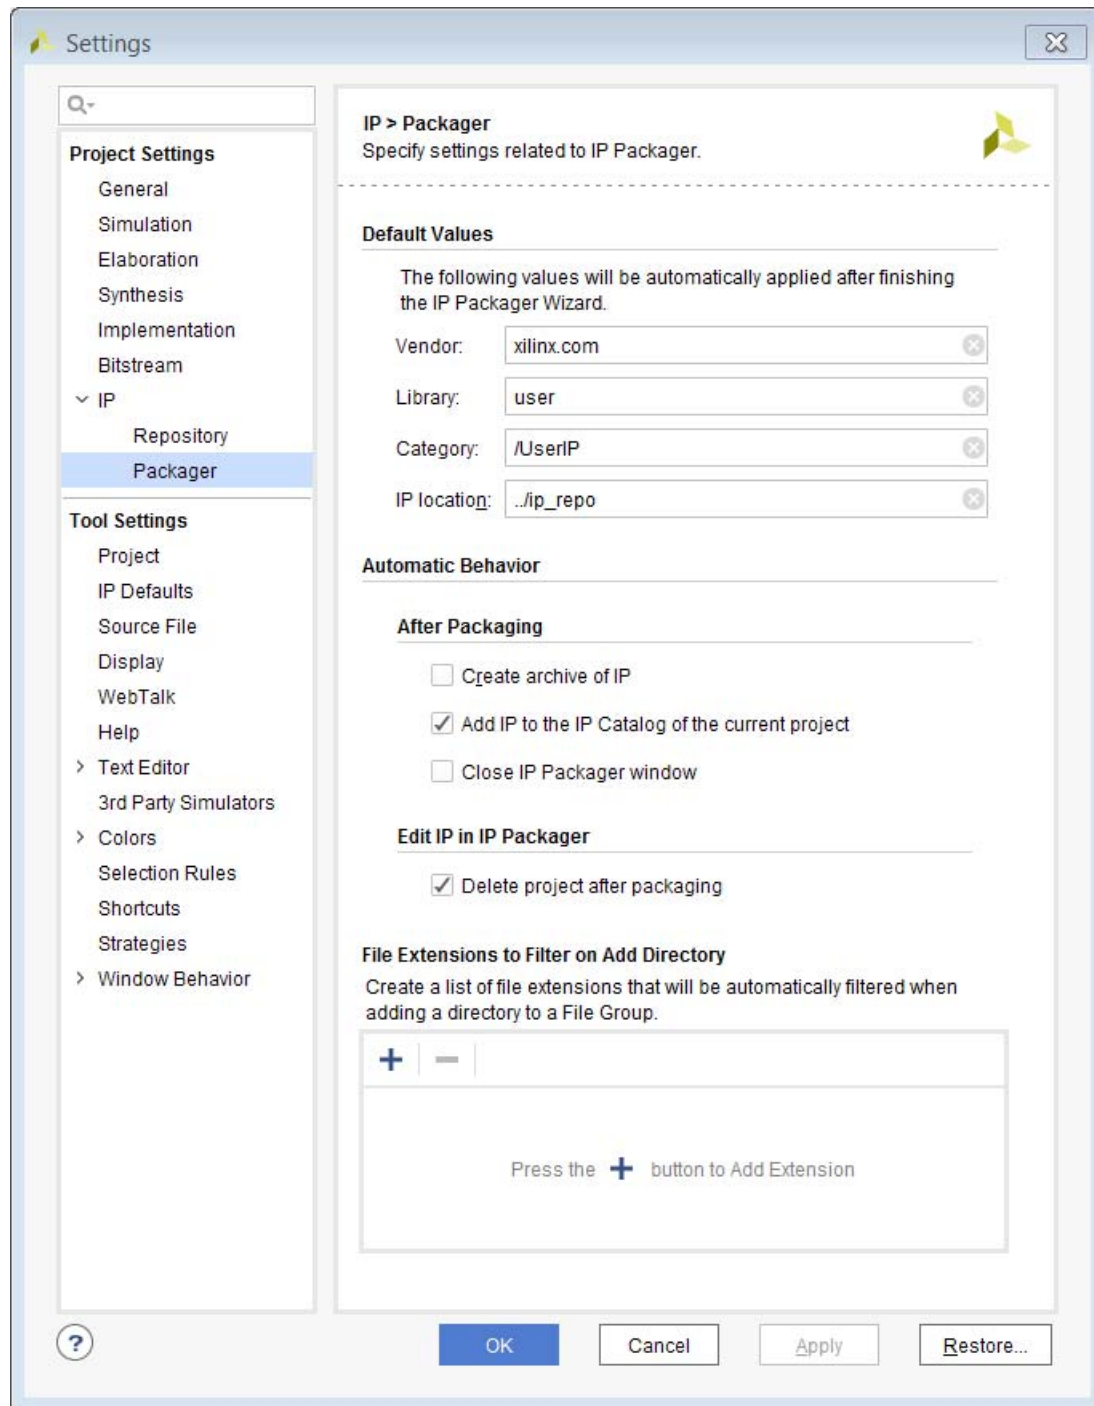 Settings
Project Settings
General
Simulation
Elaboration
Synthesis
Implementation
Bitstream
IP
Repository
Packager
Tool Settings
Project
IP Defaults
Source File
Display
WebTalk
Help
Text Editor
3rd Party Simulators
Colors
Selection Rules
Shortcuts
Strategies
Window Behavior
IP > Packager
Specify settings related to IP Packager.
Default Values
The following values will be automatically applied after finishing
the IP Packager Wizard.
Vendor: xilinx.com
Library: user
Category: /UserIP
IP location: ../ip_repo
Automatic Behavior
After Packaging
Create archive of IP
Add IP to the IP Catalog of the current project
Close IP Packager window
Edit IP in IP Packager
Delete project after packaging
File Extensions to Filter on Add Directory
Create a list of file extensions that will be automatically filtered when
adding a directory to a File Group.
Press the + button to Add Extension
? OK Cancel Apply Restore...